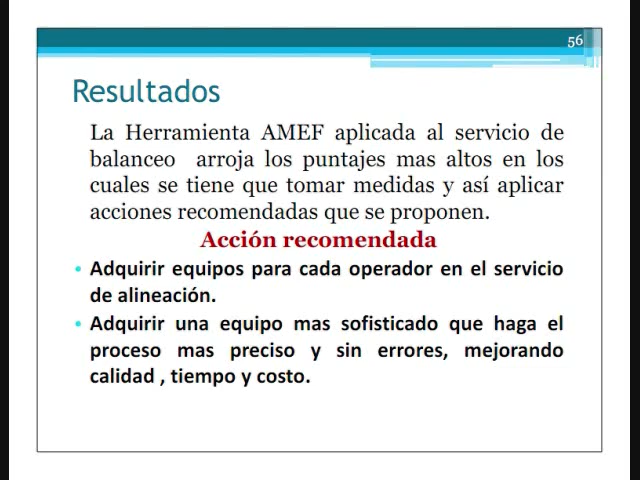 56
Resultados
La Herramienta AMEF aplicada al servicio de
balanceo arroja los puntajes mas altos en los
cuales se tiene que tomar medidas y así aplicar
acciones recomendadas que se proponen.
Acción recomendada
• Adquirir equipos para cada operador en el servicio
de alineación.
• Adquirir una equipo mas sofisticado que haga el
proceso mas preciso y sin errores, mejorando
calidad , tiempo y costo.